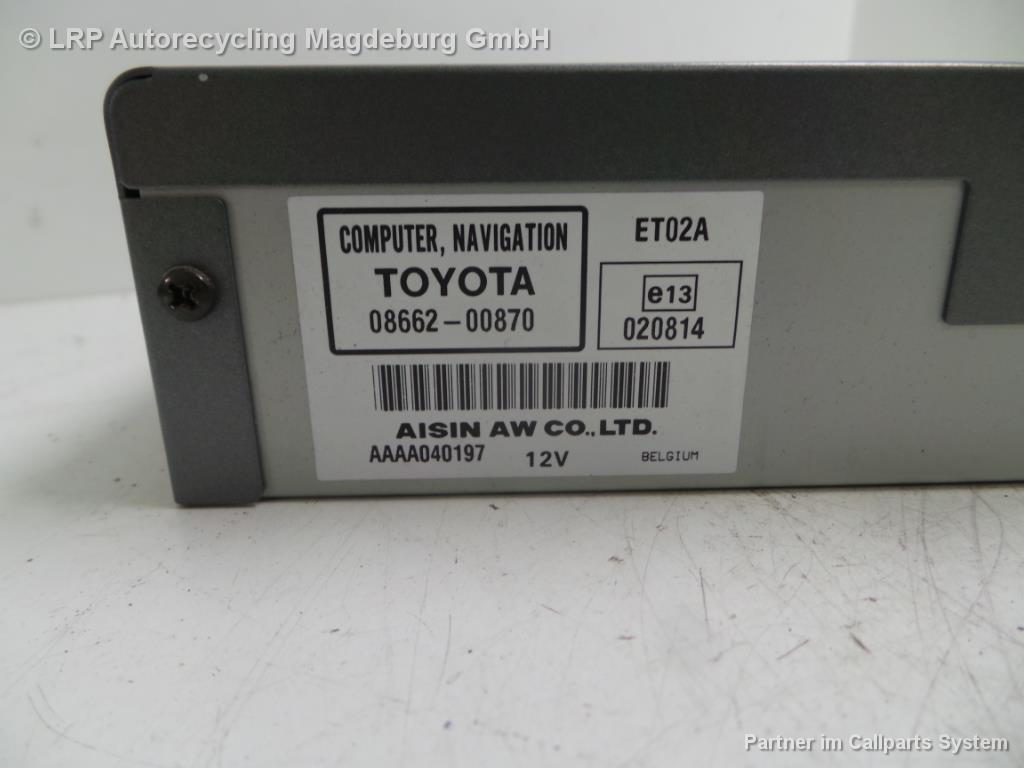 © LRP Autorecycling Magdeburg GmbH
COMPUTER, NAVIGATION
TOYOTA
08662-00870
ET02A
e13
020814
AISIN AW CO.,LTD.
AAAA040197 12V BELGIUM
Partner im Callparts System